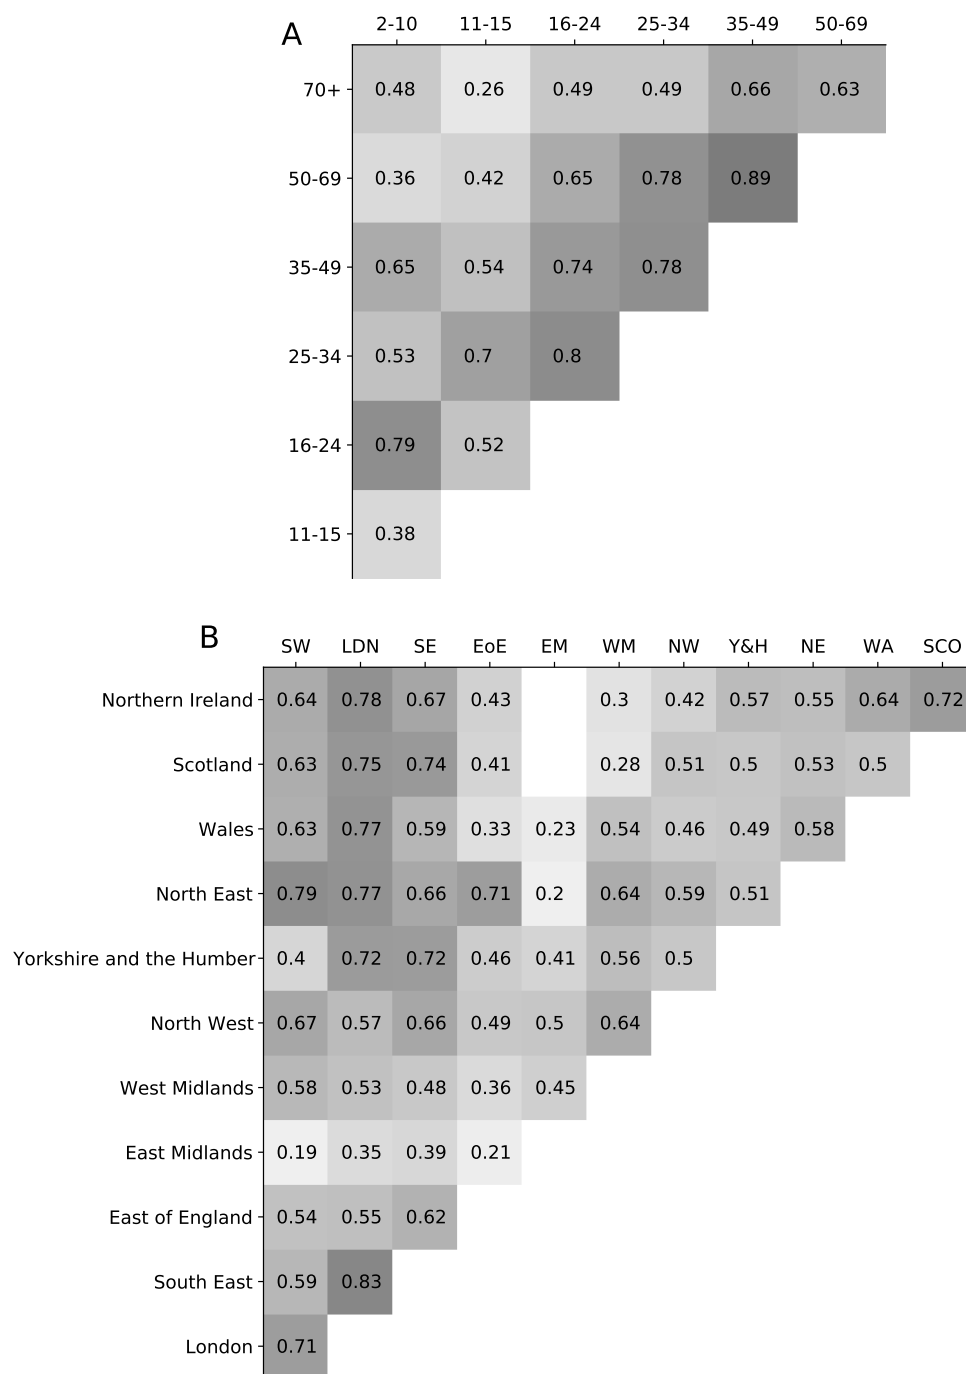 A
2-10 11-15 16-24 25-34 35-49 50-69
70+ 0.48 0.26 0.49 0.49 0.66 0.63
50-69 0.36 0.42 0.65 0.78 0.89
35-49 0.65 0.54 0.74 0.78
25-34 0.53 0.7 0.8
16-24 0.79 0.52
11-15 0.38
B
SW LDN SE EoE EM WM NW Y&H NE WA SCO
Northern Ireland 0.64 0.78 0.67 0.43 0.3 0.42 0.57 0.55 0.64 0.72
Scotland 0.63 0.75 0.74 0.41 0.28 0.51 0.5 0.53 0.5
Wales 0.63 0.77 0.59 0.33 0.23 0.54 0.46 0.49 0.58
North East 0.79 0.77 0.66 0.71 0.2 0.64 0.59 0.51
Yorkshire and the Humber 0.4 0.72 0.72 0.46 0.41 0.56 0.5
North West 0.67 0.57 0.66 0.49 0.5 0.64
West Midlands 0.58 0.53 0.48 0.36 0.45
East Midlands 0.19 0.35 0.39 0.21
East of England 0.54 0.55 0.62
South East 0.59 0.83
London 0.71